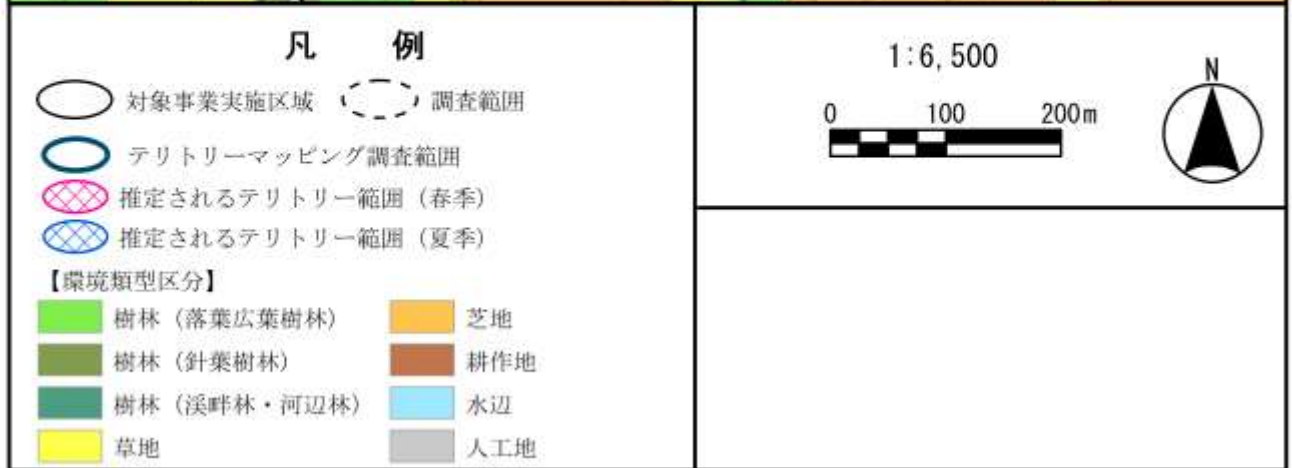 凡 例
対象事業実施区域 調査範囲
テリトリーマッピング調査範囲
推定されるテリトリー範囲（春季）
推定されるテリトリー範囲（夏季）
【環境類型区分】
樹林（落葉広葉樹林） 芝地
樹林（針葉樹林） 耕作地
樹林（渓畔林・河辺林） 水辺
草地 人工地
1:6,500
0 100 200m
N